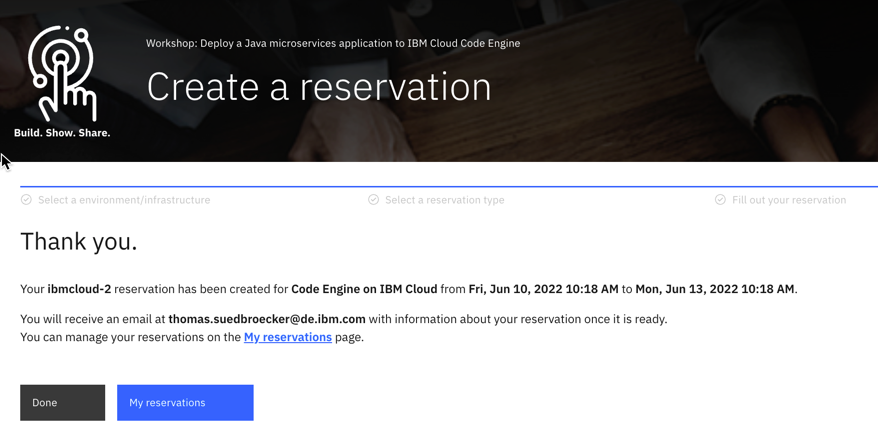 Workshop: Deploy a Java microservices application to IBM Cloud Code Engine
Create a reservation
Build. Show. Share.
Select a environment/infrastructure
Select a reservation type
Fill out your reservation
Thank you.
Your ibmcloud-2 reservation has been created for Code Engine on IBM Cloud from Fri, Jun 10, 2022 10:18 AM to Mon, Jun 13, 2022 10:18 AM.
You will receive an email at thomas.suedbroecker@de.ibm.com with information about your reservation once it is ready.
You can manage your reservations on the My reservations page.
Done
My reservations